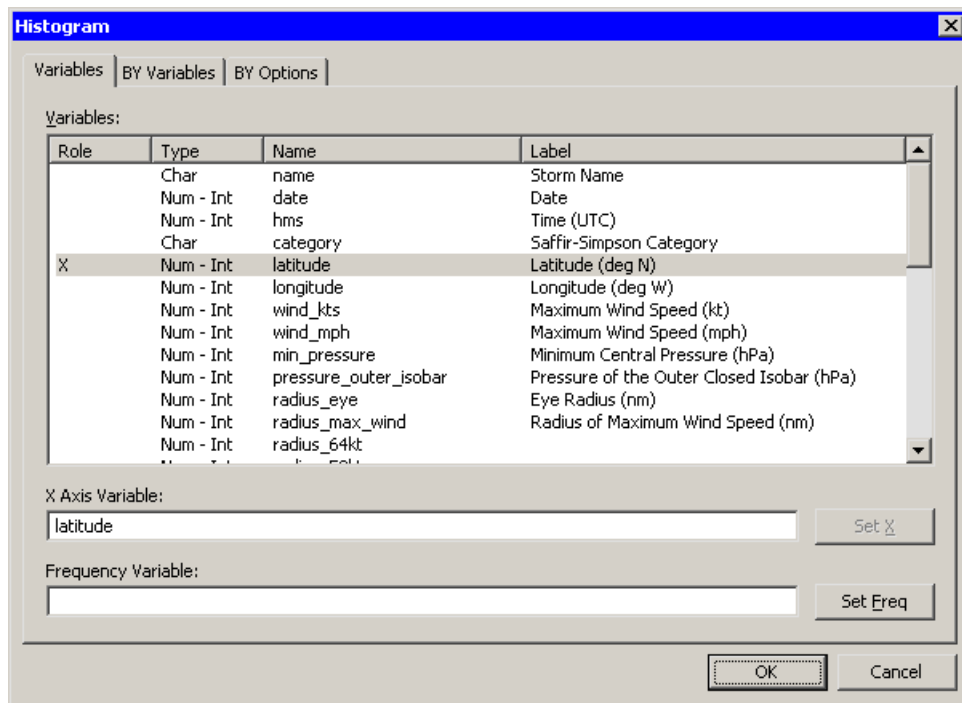 Histogram
Variables BY Variables BY Options
Variables:
Role Type Name Label
Char name Storm Name
Num - Int date Date
Num - Int hms Time (UTC)
Char category Saffir-Simpson Category
X Num - Int latitude Latitude (deg N)
Num - Int longitude Longitude (deg W)
Num - Int wind_kts Maximum Wind Speed (kt)
Num - Int wind_mph Maximum Wind Speed (mph)
Num - Int min_pressure Minimum Central Pressure (hPa)
Num - Int pressure_outer_isobar Pressure of the Outer Closed Isobar (hPa)
Num - Int radius_eye Eye Radius (nm)
Num - Int radius_max_wind Radius of Maximum Wind Speed (nm)
Num - Int radius_64kt
X Axis Variable:
latitude Set X
Frequency Variable:
Set Freq
OK Cancel